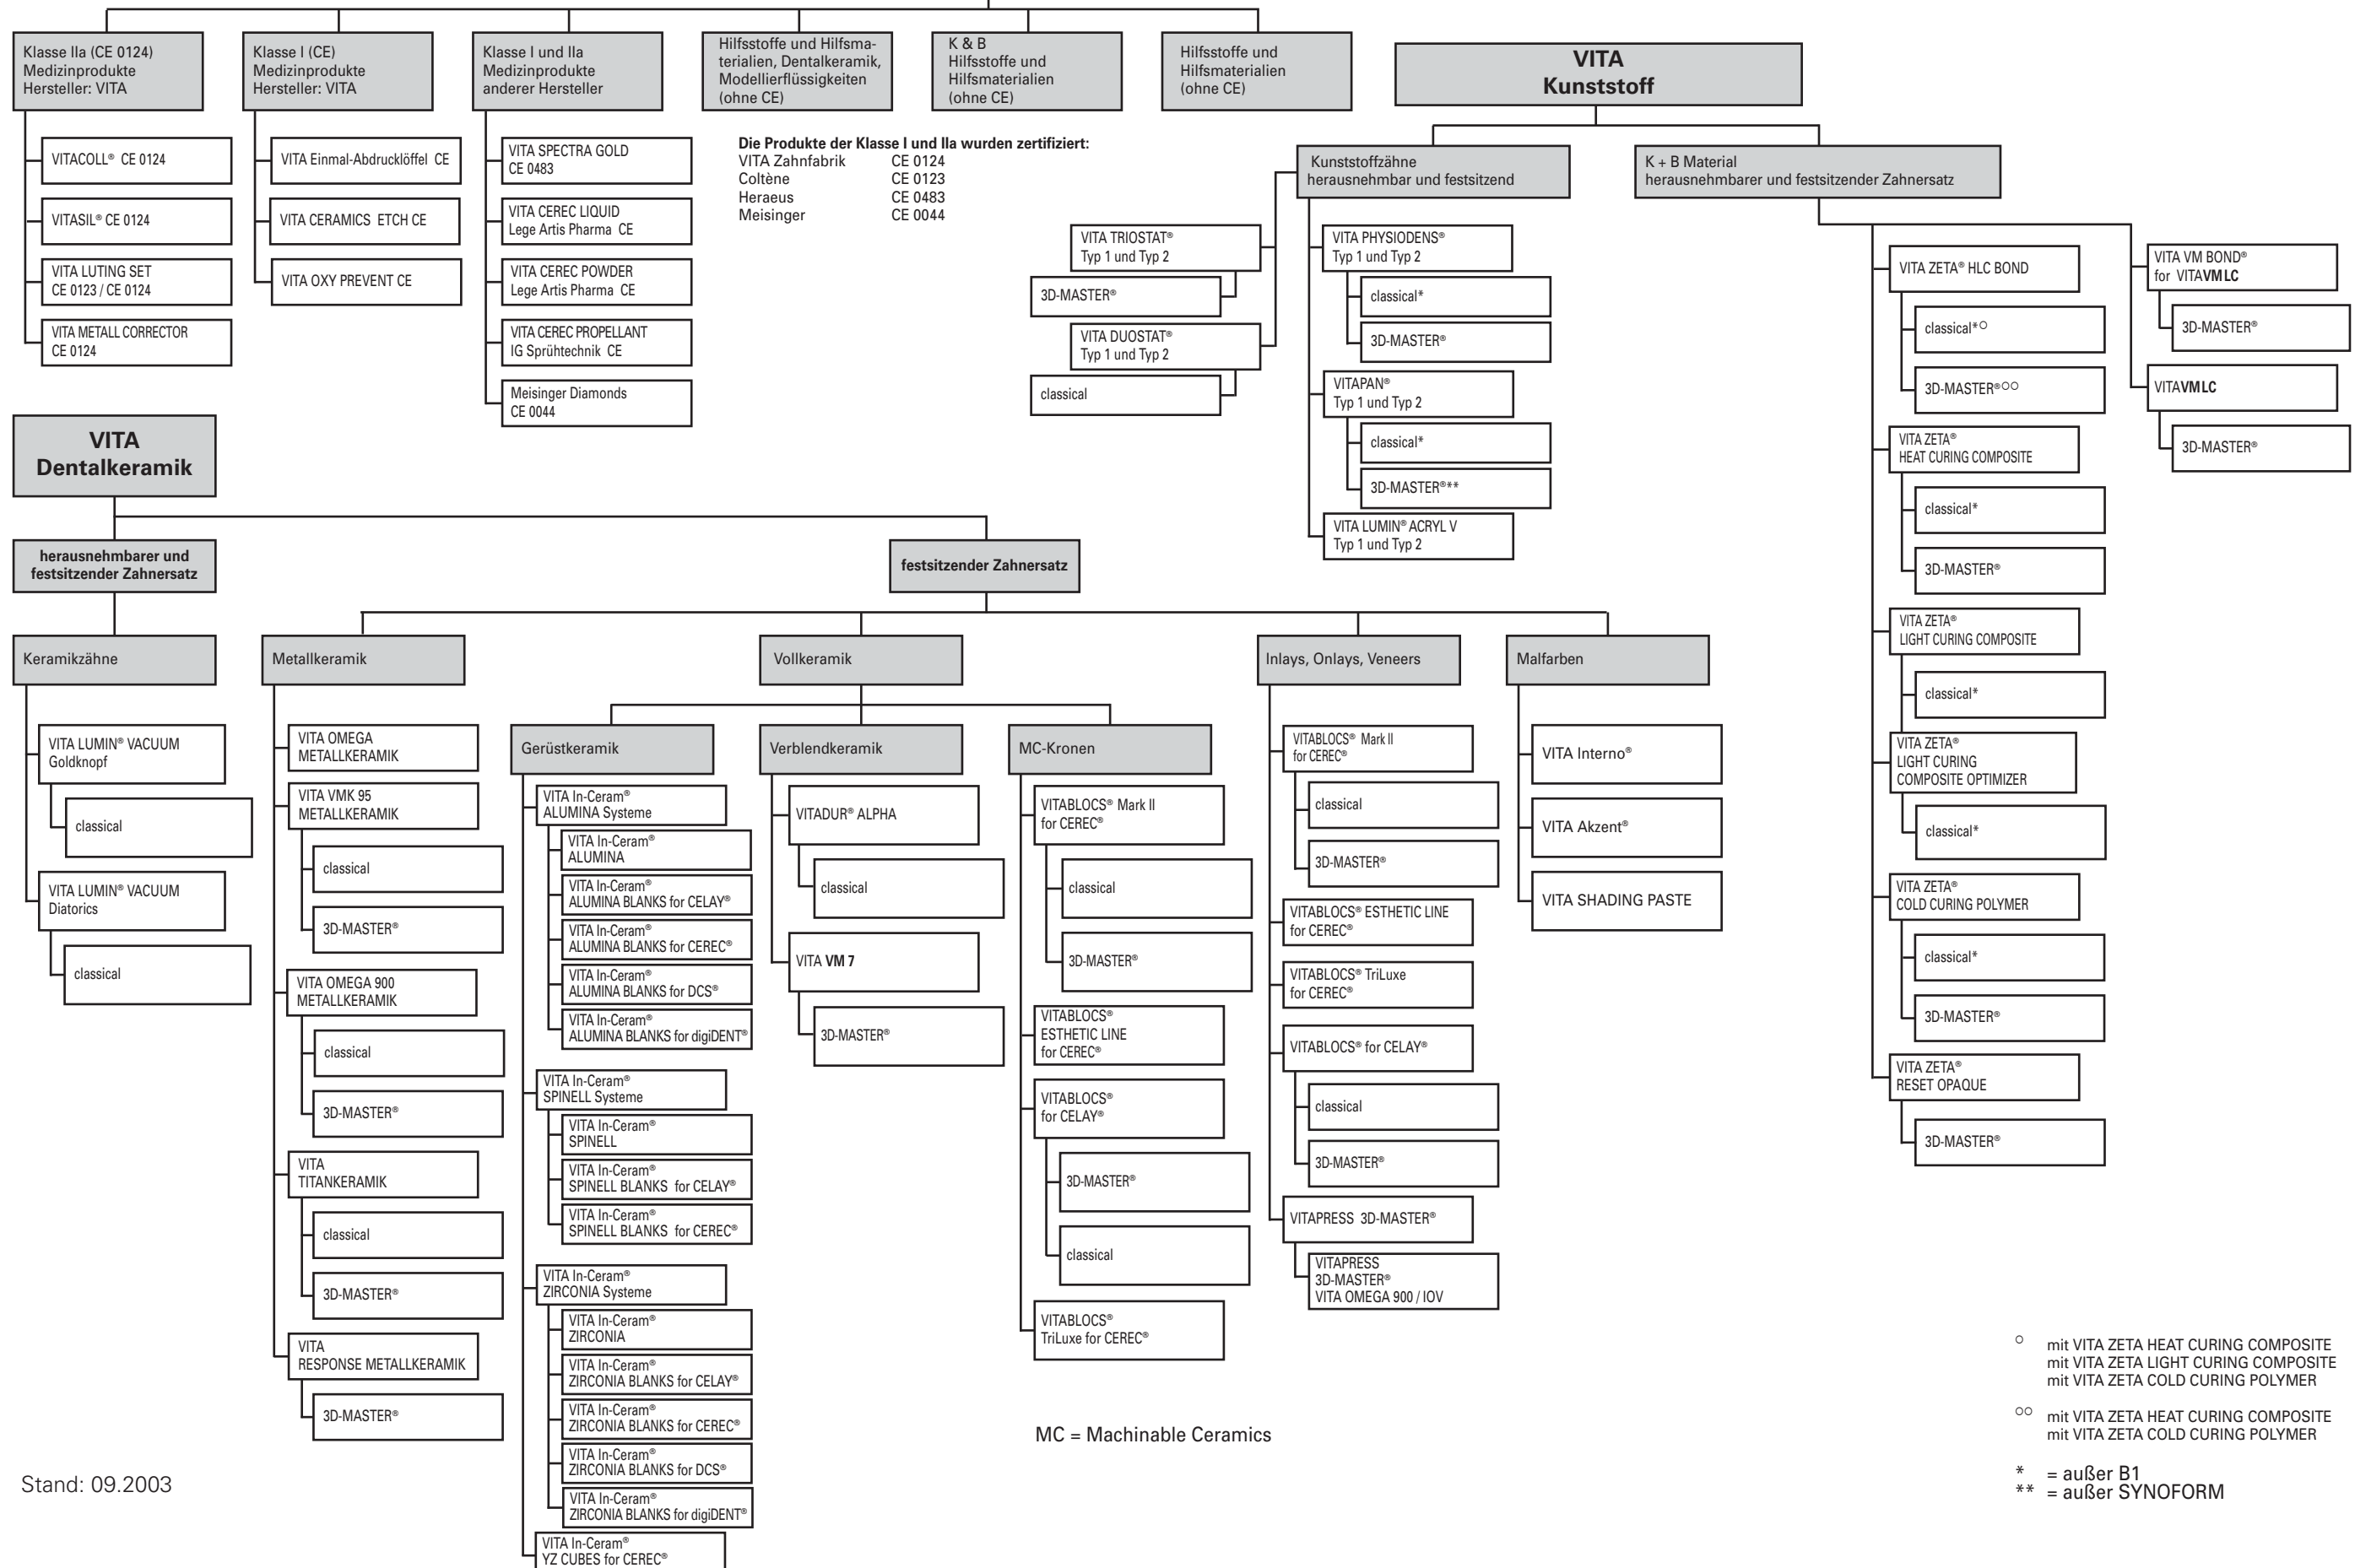 Klasse IIa (CE 0124)
Medizinprodukte
Hersteller: VITA
VITACOLL® CE 0124
VITASIL® CE 0124
VITA LUTING SET
CE 0123 / CE 0124
VITA METALL CORRECTOR
CE 0124
Klasse I (CE)
Medizinprodukte
Hersteller: VITA
VITA Einmal-Abdrucklöffel CE
VITA CERAMICS ETCH CE
VITA OXY PREVENT CE
Klasse I und IIa
Medizinprodukte
anderer Hersteller
VITA SPECTRA GOLD
CE 0483
VITA CEREC LIQUID
Lege Artis Pharma CE
VITA CEREC POWDER
Lege Artis Pharma CE
VITA CEREC PROPELLANT
IG Sprühtechnik CE
Meisinger Diamonds
CE 0044
Hilfsstoffe und Hilfsma-
terialien, Dentalkeramik,
Modellierflüssigkeiten
(ohne CE)
K & B
Hilfsstoffe und
Hilfsmaterialien
(ohne CE)
Hilfsstoffe und
Hilfsmaterialien
(ohne CE)
Die Produkte der Klasse I und IIa wurden zertifiziert:
VITA Zahnfabrik CE 0124
Coltène CE 0123
Heraeus CE 0483
Meisinger CE 0044
VITA
Kunststoff
Kunststoffzähne
herausnehmbar und festsitzend
VITA TRIOSTAT®
Typ 1 und Typ 2
3D-MASTER®
VITA DUOSTAT®
Typ 1 und Typ 2
classical
VITA PHYSIODENS®
Typ 1 und Typ 2
classical*
3D-MASTER®
VITAPAN®
Typ 1 und Typ 2
classical*
3D-MASTER®**
VITA LUMIN® ACRYL V
Typ 1 und Typ 2
K + B Material
herausnehmbarer und festsitzender Zahnersatz
VITA ZETA® HLC BOND
classical*○
3D-MASTER®○○
VITA ZETA®
HEAT CURING COMPOSITE
classical*
3D-MASTER®
VITA ZETA®
LIGHT CURING COMPOSITE
classical*
VITA ZETA®
LIGHT CURING
COMPOSITE OPTIMIZER
classical*
VITA ZETA®
COLD CURING POLYMER
classical*
3D-MASTER®
VITA ZETA®
RESET OPAQUE
3D-MASTER®
VITA VM BOND®
for VITAVM LC
3D-MASTER®
VITAVM LC
3D-MASTER®
VITA
Dentalkeramik
herausnehmbarer und
festsitzender Zahnersatz
Keramikzähne
VITA LUMIN® VACUUM
Goldknopf
classical
VITA LUMIN® VACUUM
Diatorics
classical
festsitzender Zahnersatz
Metallkeramik
VITA OMEGA
METALLKERAMIK
VITA VMK 95
METALLKERAMIK
classical
3D-MASTER®
VITA OMEGA 900
METALLKERAMIK
classical
3D-MASTER®
VITA
TITANKERAMIK
classical
3D-MASTER®
VITA
RESPONSE METALLKERAMIK
3D-MASTER®
Vollkeramik
Gerüstkeramik
VITA In-Ceram®
ALUMINA Systeme
VITA In-Ceram®
ALUMINA
VITA In-Ceram®
ALUMINA BLANKS for CELAY®
VITA In-Ceram®
ALUMINA BLANKS for CEREC®
VITA In-Ceram®
ALUMINA BLANKS for DCS®
VITA In-Ceram®
ALUMINA BLANKS for digiDENT®
VITA In-Ceram®
SPINELL Systeme
VITA In-Ceram®
SPINELL
VITA In-Ceram®
SPINELL BLANKS for CELAY®
VITA In-Ceram®
SPINELL BLANKS for CEREC®
VITA In-Ceram®
ZIRCONIA Systeme
VITA In-Ceram®
ZIRCONIA
VITA In-Ceram®
ZIRCONIA BLANKS for CELAY®
VITA In-Ceram®
ZIRCONIA BLANKS for CEREC®
VITA In-Ceram®
ZIRCONIA BLANKS for DCS®
VITA In-Ceram®
ZIRCONIA BLANKS for digiDENT®
VITA In-Ceram®
YZ CUBES for CEREC®
Verblendkeramik
VITADUR® ALPHA
classical
VITA VM 7
3D-MASTER®
MC-Kronen
VITABLOCS® Mark II
for CEREC®
classical
3D-MASTER®
VITABLOCS®
ESTHETIC LINE
for CEREC®
VITABLOCS®
for CELAY®
3D-MASTER®
classical
VITABLOCS®
TriLuxe for CEREC®
Inlays, Onlays, Veneers
VITABLOCS® Mark II
for CEREC®
classical
3D-MASTER®
VITABLOCS® ESTHETIC LINE
for CEREC®
VITABLOCS® TriLuxe
for CEREC®
VITABLOCS® for CELAY®
classical
3D-MASTER®
VITAPRESS 3D-MASTER®
VITAPRESS
3D-MASTER®
VITA OMEGA 900 / IOV
Malfarben
VITA Interno®
VITA Akzent®
VITA SHADING PASTE
MC = Machinable Ceramics
○ mit VITA ZETA HEAT CURING COMPOSITE
mit VITA ZETA LIGHT CURING COMPOSITE
mit VITA ZETA COLD CURING POLYMER
○○ mit VITA ZETA HEAT CURING COMPOSITE
mit VITA ZETA COLD CURING POLYMER
* = außer B1
** = außer SYNOFORM
Stand: 09.2003